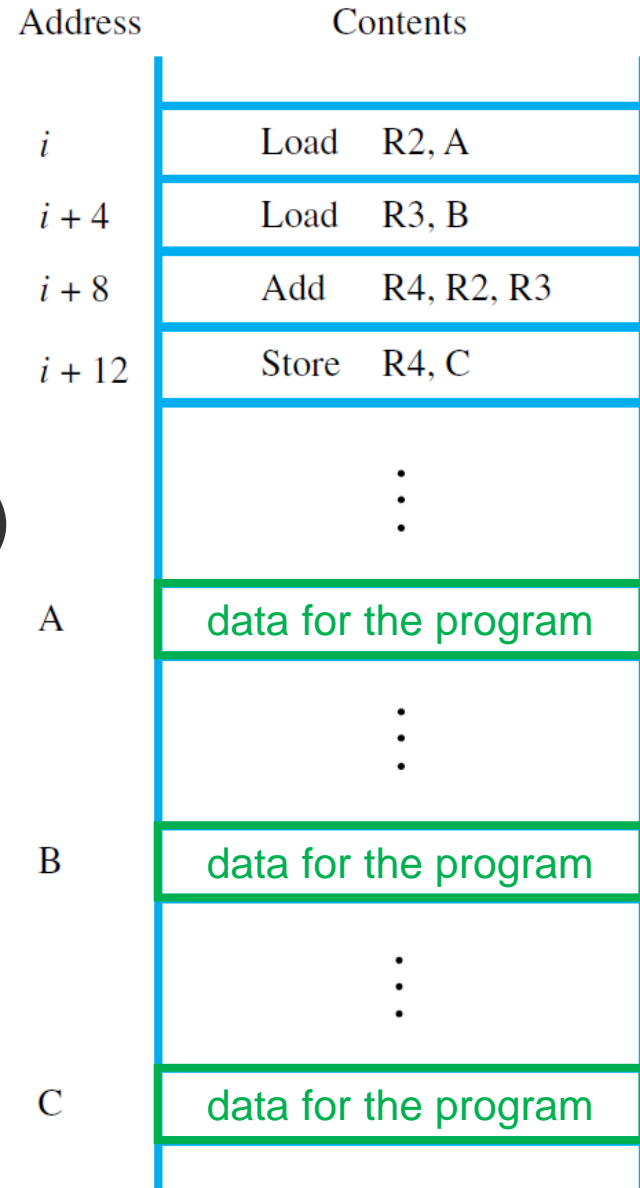 Address Contents
i Load R2, A
i + 4 Load R3, B
i + 8 Add R4, R2, R3
i + 12 Store R4, C
A data for the program
B data for the program
C data for the program